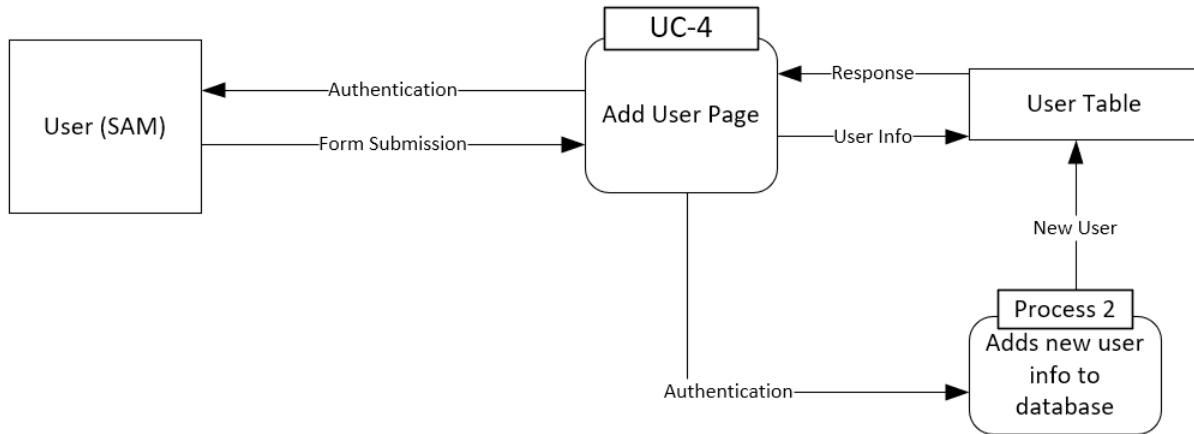 UC-4
User (SAM)
Authentication
Form Submission
Add User Page
Response
User Info
User Table
New User
Process 2
Adds new user
info to
database
Authentication